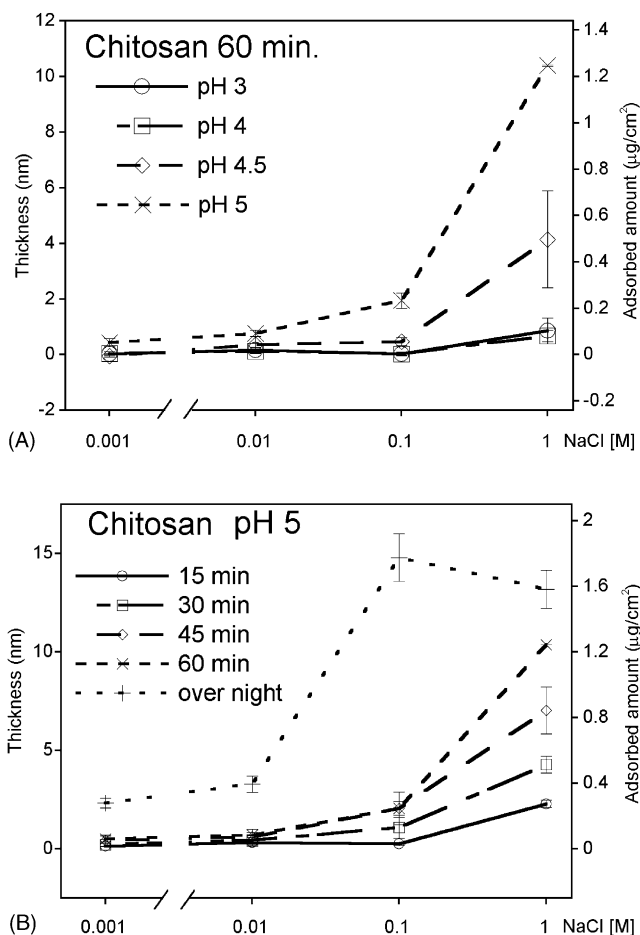 Chitosan 60 min.
pH 3
pH 4
pH 4.5
pH 5
Thickness (nm)
12
10
8
6
4
2
0
-2
Adsorbed amount (μg/cm²)
1.4
1.2
1
0.8
0.6
0.4
0.2
0
-0.2
(A)
0.001 0.01 0.1 1 NaCl [M]
Chitosan pH 5
15 min
30 min
45 min
60 min
over night
Thickness (nm)
15
10
5
0
Adsorbed amount (μg/cm²)
2
1.6
1.2
0.8
0.4
0
(B)
0.001 0.01 0.1 1 NaCl [M]